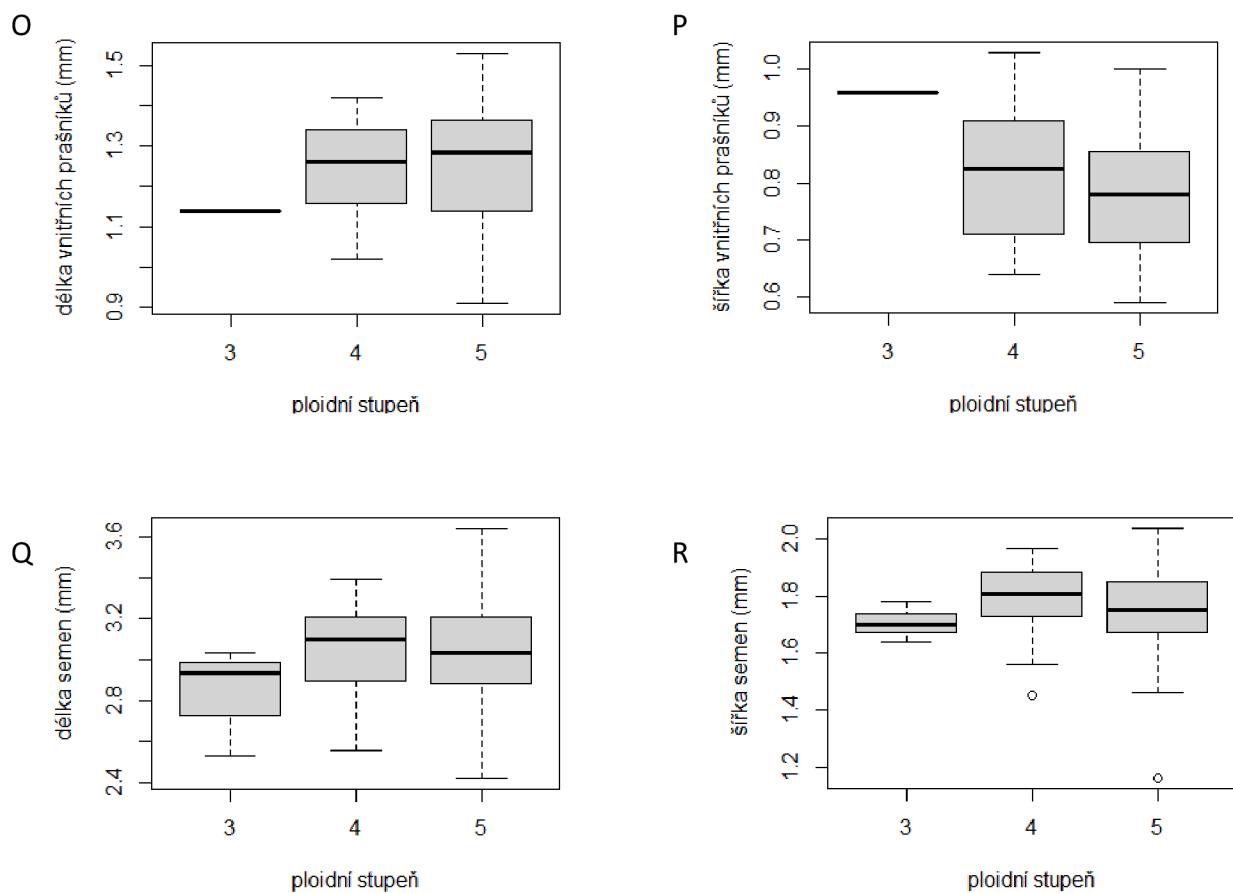 O
délka vnitřních prašníků (mm)
0.9 1.1 1.3 1.5
3 4 5
ploidní stupeň
P
šířka vnitřních prašníků (mm)
0.6 0.7 0.8 0.9 1.0
3 4 5
ploidní stupeň
Q
délka semen (mm)
2.4 2.8 3.2 3.6
3 4 5
ploidní stupeň
R
šířka semen (mm)
1.2 1.4 1.6 1.8 2.0
3 4 5
ploidní stupeň